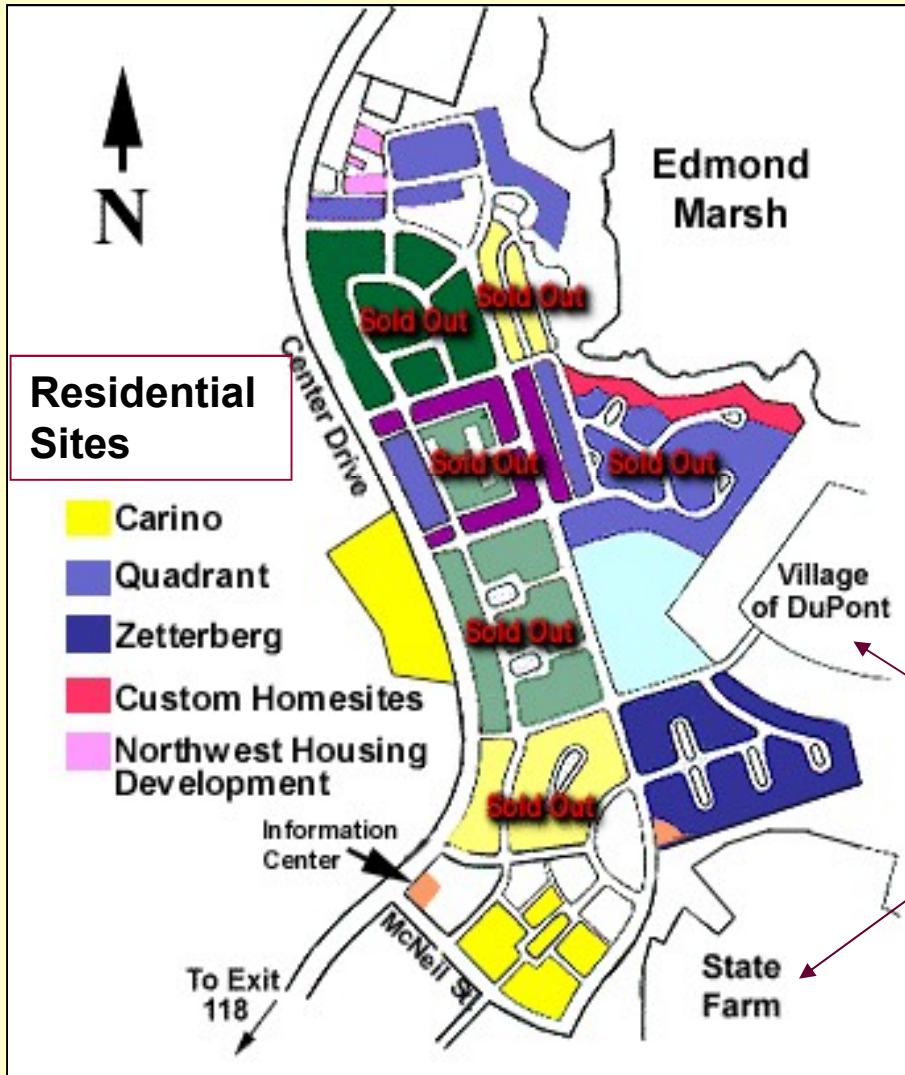 N
Edmond
Marsh
Sold Out
Sold Out
Center Drive
Residential
Sites
Sold Out
Sold Out
Carino
Quadrant
Zetterberg
Custom Homesites
Northwest Housing
Development
Village
of DuPont
Sold Out
Sold Out
Information
Center
McNeil St.
To Exit
118
State
Farm